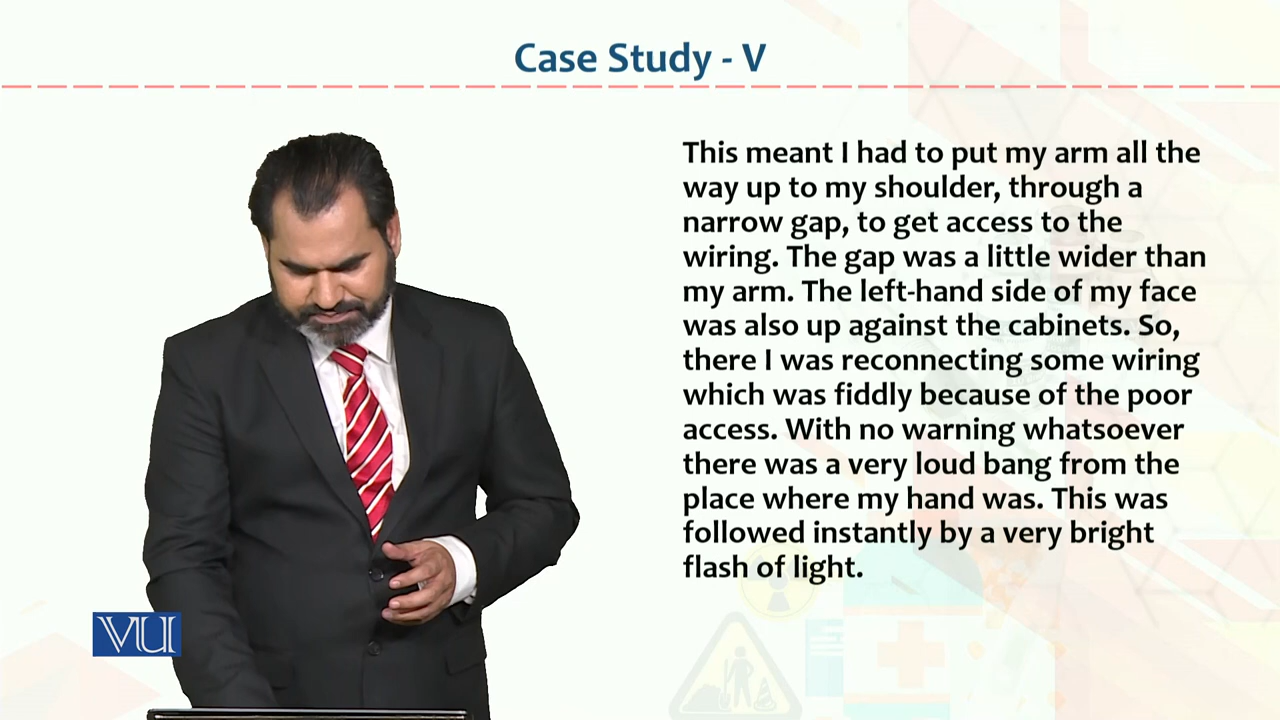 Case Study - V
This meant I had to put my arm all the
way up to my shoulder, through a
narrow gap, to get access to the
wiring. The gap was a little wider than
my arm. The left-hand side of my face
was also up against the cabinets. So,
there I was reconnecting some wiring
which was fiddly because of the poor
access. With no warning whatsoever
there was a very loud bang from the
place where my hand was. This was
followed instantly by a very bright
flash of light.
VU